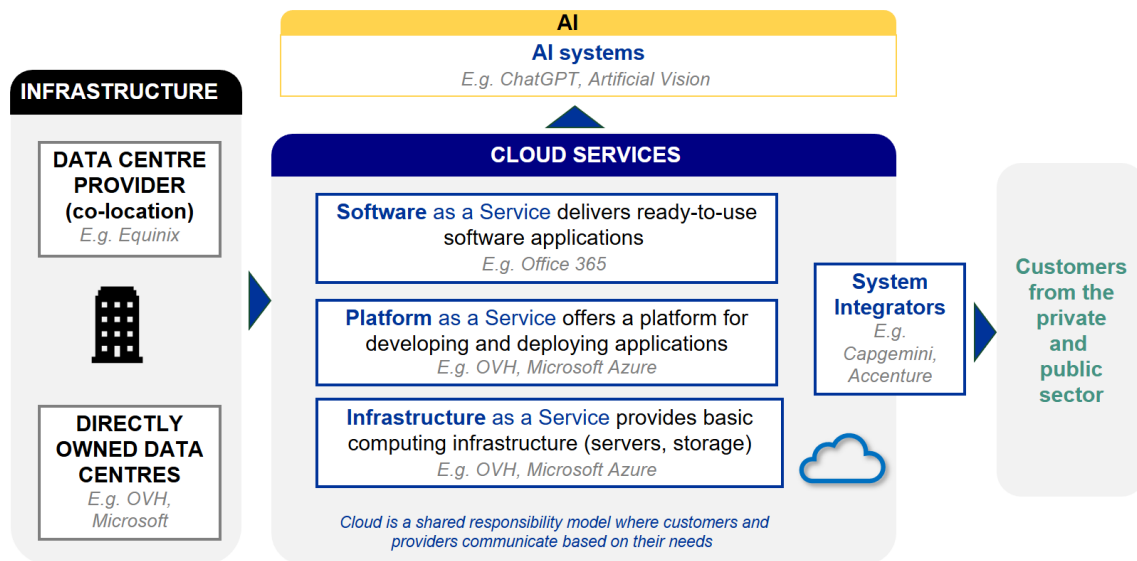 AI
AI systems
E.g. ChatGPT, Artificial Vision
INFRASTRUCTURE
DATA CENTRE
PROVIDER
(co-location)
E.g. Equinix
DIRECTLY
OWNED DATA
CENTRES
E.g. OVH,
Microsoft
CLOUD SERVICES
Software as a Service delivers ready-to-use
software applications
E.g. Office 365
Platform as a Service offers a platform for
developing and deploying applications
E.g. OVH, Microsoft Azure
Infrastructure as a Service provides basic
computing infrastructure (servers, storage)
E.g. OVH, Microsoft Azure
Cloud is a shared responsibility model where customers and
providers communicate based on their needs
System
Integrators
E.g.
Capgemini,
Accenture
Customers
from the
private
and
public
sector